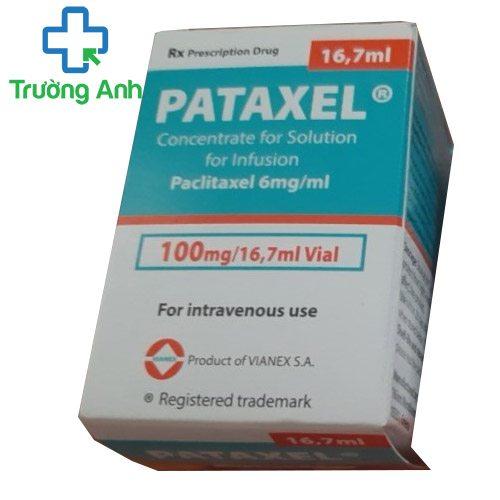 Trường Anh
Rx Prescription Drug
16,7ml
PATAXEL ®
Concentrate for Solution
for Infusion
Paclitaxel 6mg/ml
100mg/16,7ml Vial
For intravenous use
VIANEX
Product of VIANEX S.A.
® Registered trademark
16,7ml